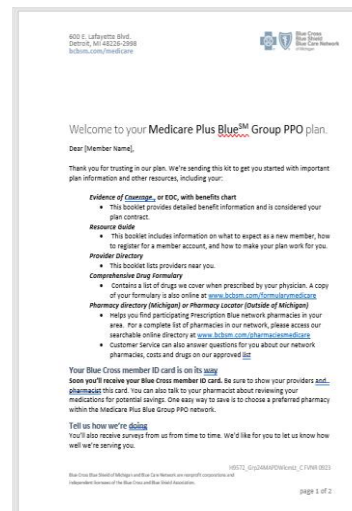 600 E. Lafayette Blvd.
Detroit, MI 48226-2998
bcbsm.com/medicare
Blue Cross
Blue Shield
Blue Care Network
of Michigan
Welcome to your Medicare Plus Blue℠ Group PPO plan.
Dear [Member Name],
Thank you for trusting in our plan. We're sending this kit to get you started with important
plan information and other resources, including your:
Evidence of Coverage, or EOC, with benefits chart
• This booklet provides detailed benefit information and is considered your
plan contract.
Resource Guide
• This booklet includes information on what to expect as a new member, how
to register for a member account, and how to make your plan work for you.
Provider Directory
• This booklet lists providers near you.
Comprehensive Drug Formulary
• Contains a list of drugs we cover when prescribed by your physician. A copy
of your formulary is also online at www.bcbsm.com/formularymedicare
Pharmacy directory (Michigan) or Pharmacy Locator (Outside of Michigan)
• Helps you find participating Prescription Blue network pharmacies in your
area. For a complete list of pharmacies in our network, please access our
searchable online directory at www.bcbsm.com/pharmaciesmedicare
• Customer Service can also answer questions for you about our network
pharmacies, costs and drugs on our approved list
Your Blue Cross member ID card is on its way
Soon you'll receive your Blue Cross member ID card. Be sure to show your providers and
pharmacist this card. You can also talk to your pharmacist about reviewing your
medications for potential savings. One easy way to save is to choose a preferred pharmacy
within the Medicare Plus Blue Group PPO network.
Tell us how we're doing
You'll also receive surveys from us from time to time. We'd like for you to let us know how
well we're serving you.
Blue Cross Blue Shield of Michigan and Blue Care Network are nonprofit corporations and
independent licensees of the Blue Cross and Blue Shield Association.
page 1 of 2